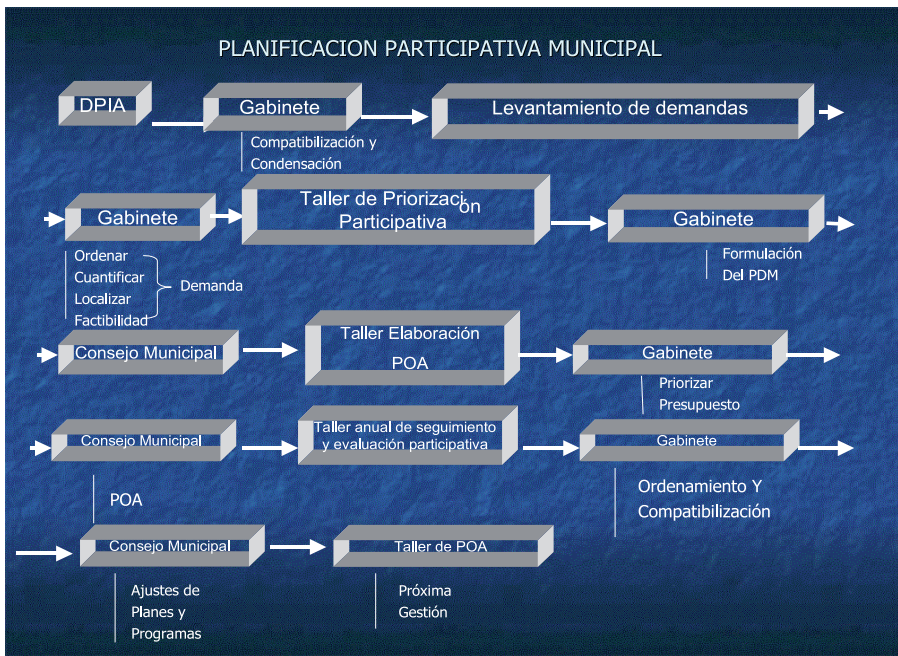 PLANIFICACION PARTICIPATIVA MUNICIPAL
DPIA
Gabinete
Levantamiento de demandas
Compatibilización y
Condensación
Gabinete
Taller de Priorización
Participativa
Gabinete
Ordenar
Cuantificar
Localizar
Factibilidad
Demanda
Formulación
Del PDM
Consejo Municipal
Taller Elaboración
POA
Gabinete
Priorizar
Presupuesto
Consejo Municipal
Taller anual de seguimiento
y evaluación participativa
Gabinete
POA
Ordenamiento Y
Compatibilización
Consejo Municipal
Taller de POA
Ajustes de
Planes y
Programas
Próxima
Gestión